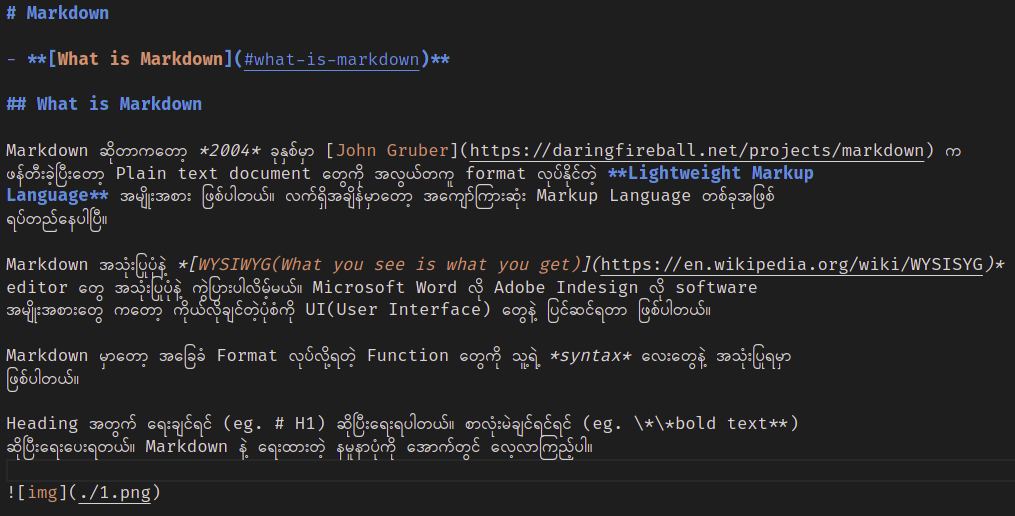 # Markdown
- **[What is Markdown](#what-is-markdown)**
## What is Markdown
Markdown ဆိုတာကတော့ *2004* ခုနှစ်မှာ [John Gruber](https://daringfireball.net/projects/markdown) က
ဖန်တီးခဲ့ပြီးတော့ Plain text document တွေကို အလွယ်တကူ format လုပ်နိုင်တဲ့ **Lightweight Markup
Language** အမျိုးအစား ဖြစ်ပါတယ်။ လက်ရှိအချိန်မှာတော့ အကျော်ကြားဆုံး Markup Language တစ်ခုအဖြစ်
ရပ်တည်နေပါပြီ။
Markdown အသုံးပြုပုံနဲ့ *[WYSIWYG(What you see is what you get)](https://en.wikipedia.org/wiki/WYSISYG)*
editor တွေ အသုံးပြုပုံနဲ့ ကွဲပြားပါလိမ့်မယ်။ Microsoft Word လို Adobe Indesign လို software
အမျိုးအစားတွေ ကတော့ ကိုယ်လိုချင်တဲ့ပုံစံကို UI(User Interface) တွေနဲ့ ပြင်ဆင်ရတာ ဖြစ်ပါတယ်။
Markdown မှာတော့ အခြေခံ Format လုပ်လို့ရတဲ့ Function တွေကို သူ့ရဲ့ *syntax* လေးတွေနဲ့ အသုံးပြုရမှာ
ဖြစ်ပါတယ်။
Heading အတွက် ရေးချင်ရင် (eg. # H1) ဆိုပြီးရေးရပါတယ်။ စာလုံးမဲချင်ရင်ရင် (eg. \*\*bold text**)
ဆိုပြီးရေးပေးရတယ်။ Markdown နဲ့ ရေးထားတဲ့ နမူနာပုံကို အောက်တွင် လေ့လာကြည့်ပါ။
![img](./1.png)